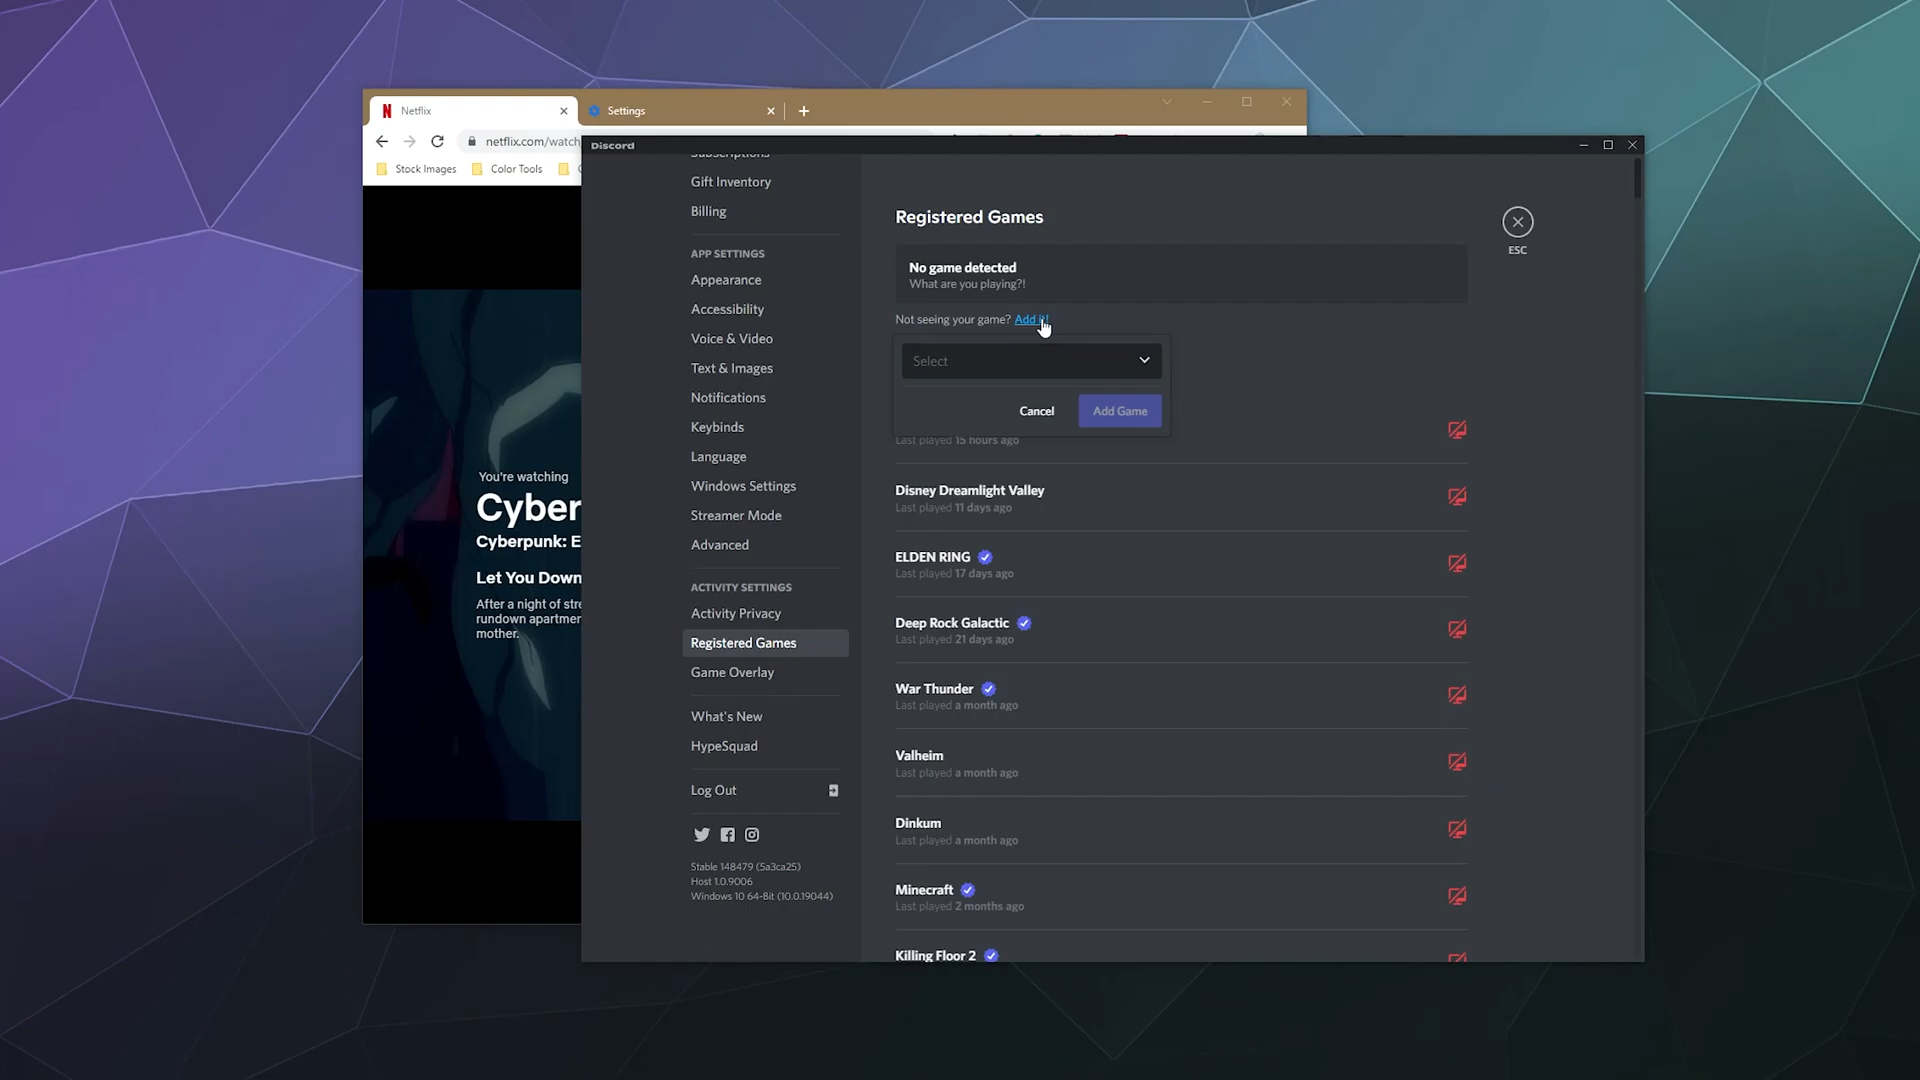 Netflix
Settings
netflix.com/watch
Stock Images
Color Tools
You're watching
Cyber
Cyberpunk: E
Let You Down
After a night of stre
rundown apartmen
mother.
Discord
Subscriptions
Gift Inventory
Billing
APP SETTINGS
Appearance
Accessibility
Voice & Video
Text & Images
Notifications
Keybinds
Language
Windows Settings
Streamer Mode
Advanced
ACTIVITY SETTINGS
Activity Privacy
Registered Games
Game Overlay
What's New
HypeSquad
Log Out
Stable 148479 (5a3ca25)
Host 1.0.9006
Windows 10 64-Bit (10.0.19044)
Registered Games
No game detected
What are you playing?!
Not seeing your game? Add it!
Select
Cancel
Add Game
Last played 15 hours ago
Disney Dreamlight Valley
Last played 11 days ago
ELDEN RING
Last played 17 days ago
Deep Rock Galactic
Last played 21 days ago
War Thunder
Last played a month ago
Valheim
Last played a month ago
Dinkum
Last played a month ago
Minecraft
Last played 2 months ago
Killing Floor 2
ESC